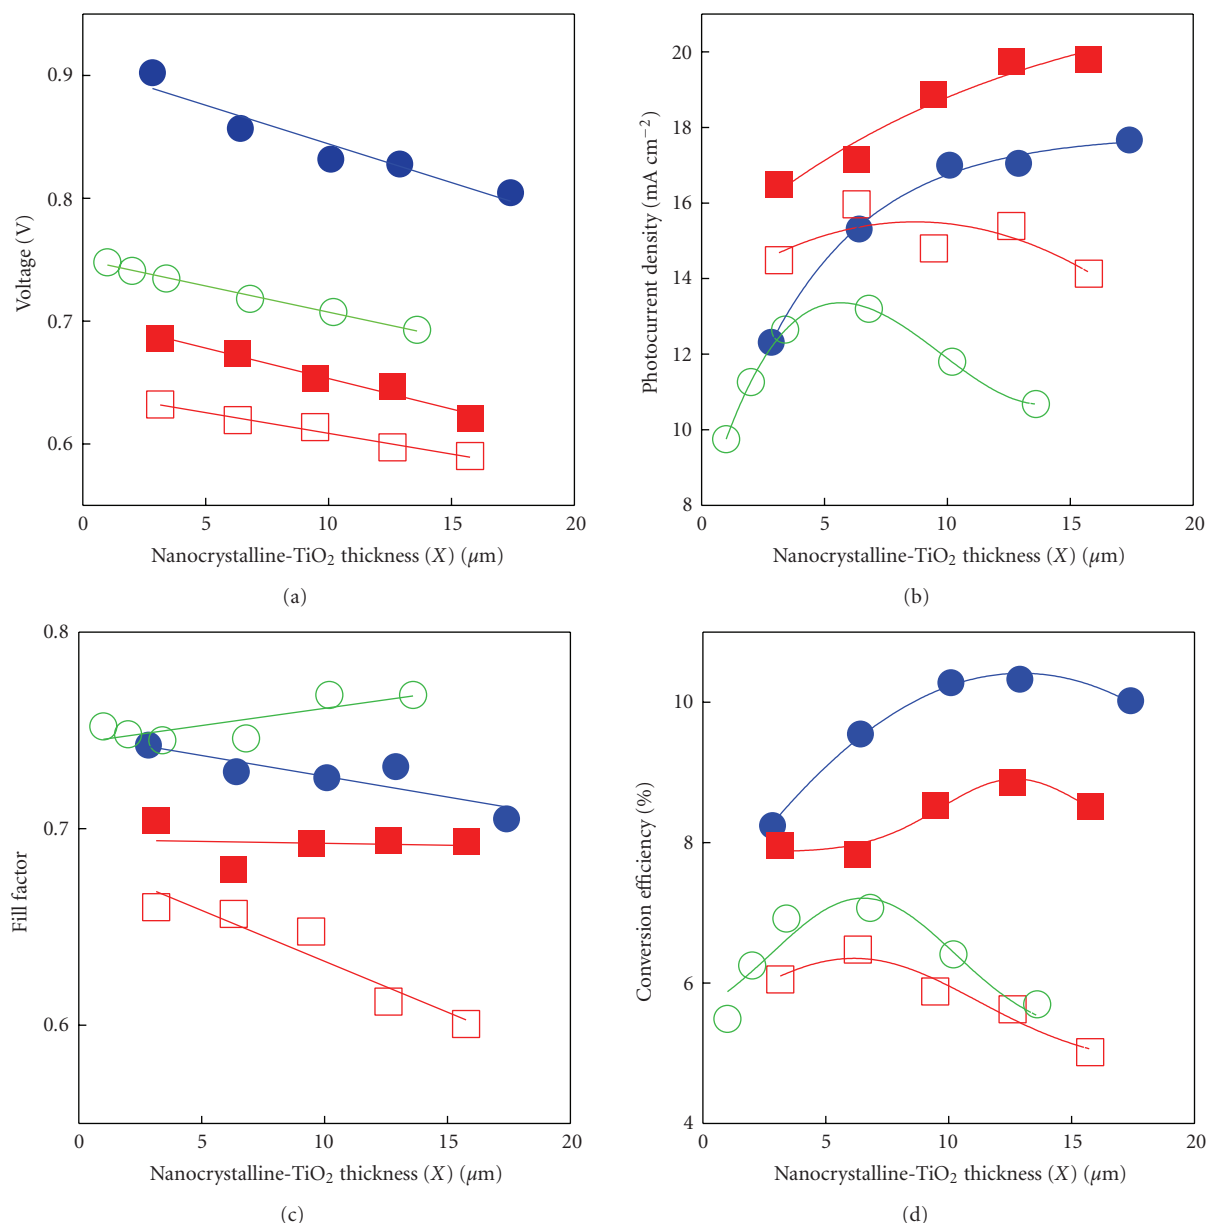 0.9
0.8
0.7
0.6
Voltage (V)
0 5 10 15 20
Nanocrystalline-TiO₂ thickness (X) (μm)
(a)
20
18
16
14
12
10
8
Photocurrent density (mA cm⁻²)
0 5 10 15 20
Nanocrystalline-TiO₂ thickness (X) (μm)
(b)
0.8
0.7
0.6
Fill factor
0 5 10 15 20
Nanocrystalline-TiO₂ thickness (X) (μm)
(c)
10
8
6
4
Conversion efficiency (%)
0 5 10 15 20
Nanocrystalline-TiO₂ thickness (X) (μm)
(d)